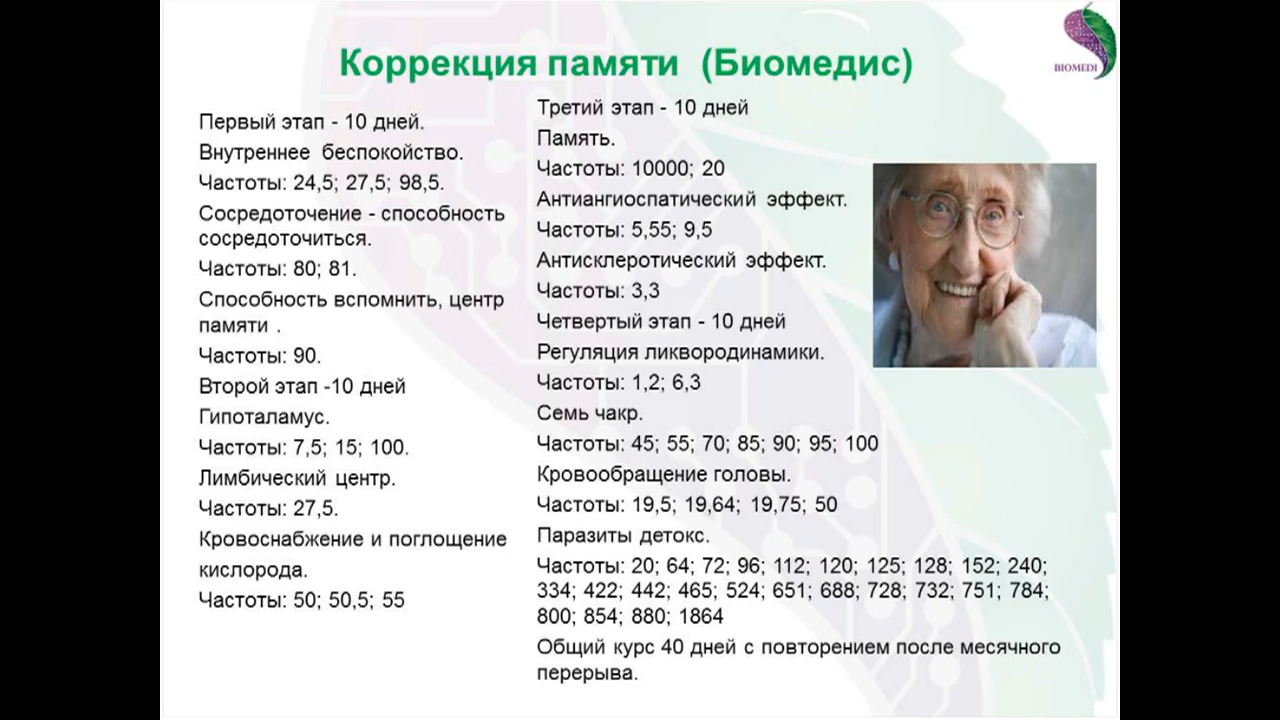 Коррекция памяти (Биомедис)
BIOMEDI
Первый этап - 10 дней.
Внутреннее беспокойство.
Частоты: 24,5; 27,5; 98,5.
Сосредоточение - способность
сосредоточиться.
Частоты: 80; 81.
Способность вспомнить, центр
памяти .
Частоты: 90.
Второй этап -10 дней
Гипоталамус.
Частоты: 7,5; 15; 100.
Лимбический центр.
Частоты: 27,5.
Кровоснабжение и поглощение
кислорода.
Частоты: 50; 50,5; 55
Третий этап - 10 дней
Память.
Частоты: 10000; 20
Антиангиоспатический эффект.
Частоты: 5,55; 9,5
Антисклеротический эффект.
Частоты: 3,3
Четвертый этап - 10 дней
Регуляция ликвородинамики.
Частоты: 1,2; 6,3
Семь чакр.
Частоты: 45; 55; 70; 85; 90; 95; 100
Кровообращение головы.
Частоты: 19,5; 19,64; 19,75; 50
Паразиты детокс.
Частоты: 20; 64; 72; 96; 112; 120; 125; 128; 152; 240;
334; 422; 442; 465; 524; 651; 688; 728; 732; 751; 784;
800; 854; 880; 1864
Общий курс 40 дней с повторением после месячного
перерыва.